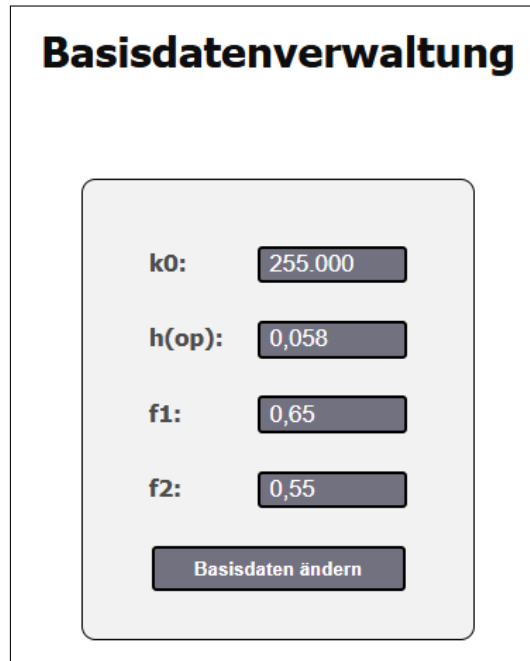 Basisdatenverwaltung
k0: 255.000
h(op): 0,058
f1: 0,65
f2: 0,55
Basisdaten ändern